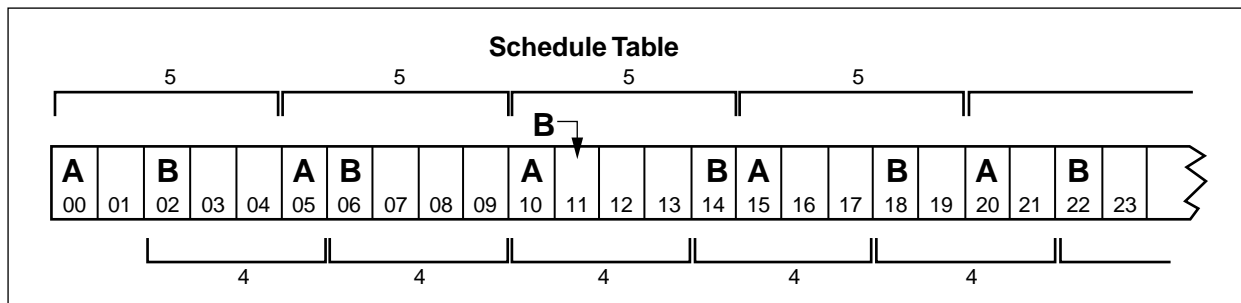 Schedule Table
5 5 5 5
B
A B A B A B A B A B
00 01 02 03 04 05 06 07 08 09 10 11 12 13 14 15 16 17 18 19 20 21 22 23
4 4 4 4 4